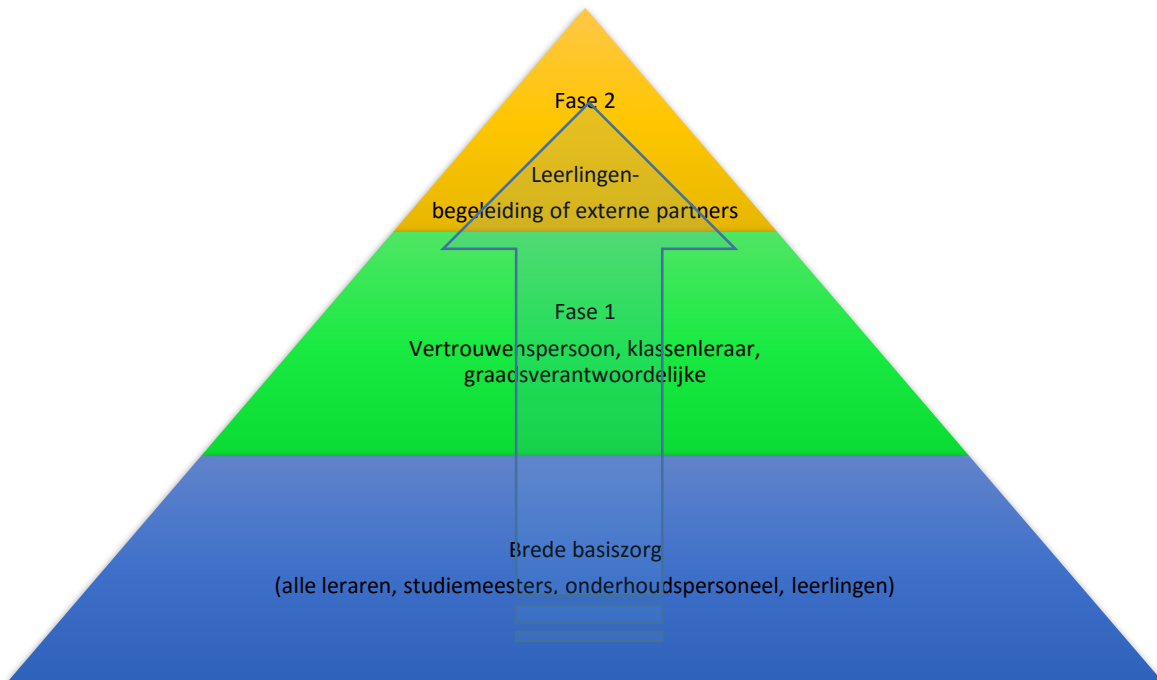 Fase 2
Leerlingen-
begeleiding of externe partners
Fase 1
Vertrouwenspersoon, klassenleraar,
graadsverantwoordelijke
Brede basiszorg
(alle leraren, studiemeesters, onderhoudspersoneel, leerlingen)